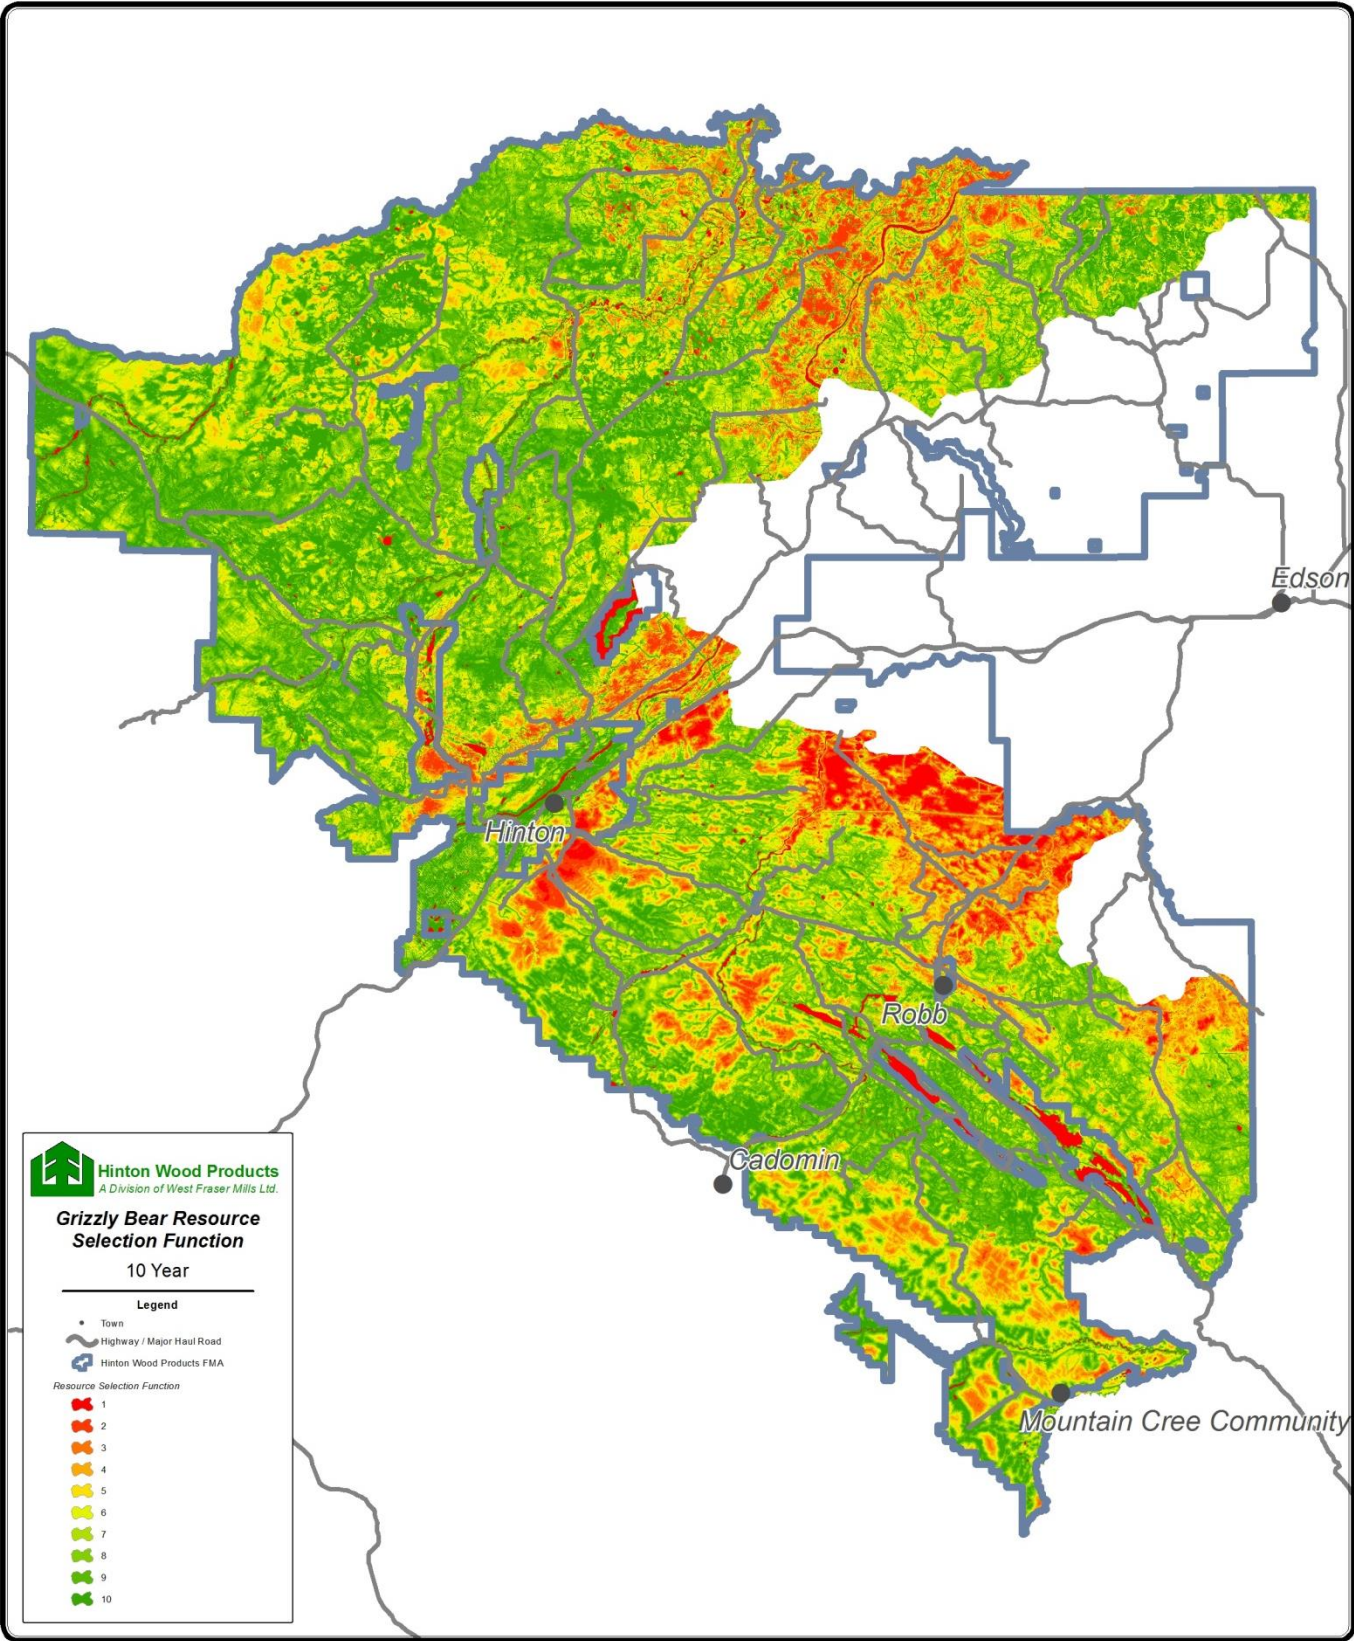 Edson
Hinton
Robb
Cadomin
Mountain Cree Community
Hinton Wood Products
A Division of West Fraser Mills Ltd.
Grizzly Bear Resource
Selection Function
10 Year
Legend
Town
Highway / Major Haul Road
Hinton Wood Products FMA
Resource Selection Function
1
2
3
4
5
6
7
8
9
10